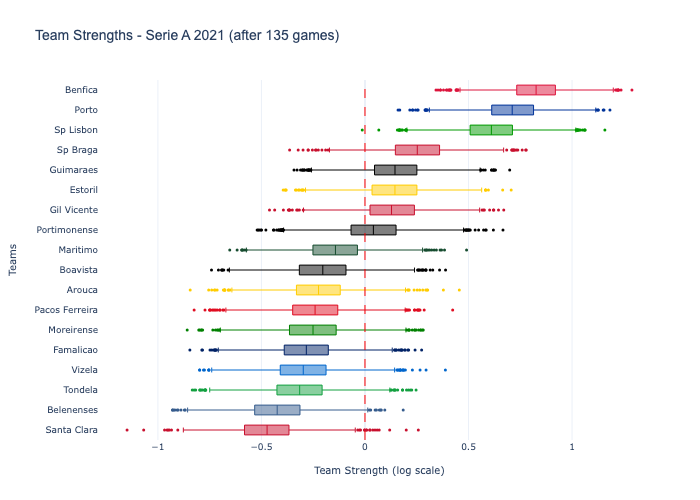 Team Strengths - Serie A 2021 (after 135 games)
Benfica
Porto
Sp Lisbon
Sp Braga
Guimaraes
Estoril
Gil Vicente
Portimonense
Maritimo
Boavista
Arouca
Pacos Ferreira
Moreirense
Famalicao
Vizela
Tondela
Belenenses
Santa Clara
Teams
−1 −0.5 0 0.5 1
Team Strength (log scale)